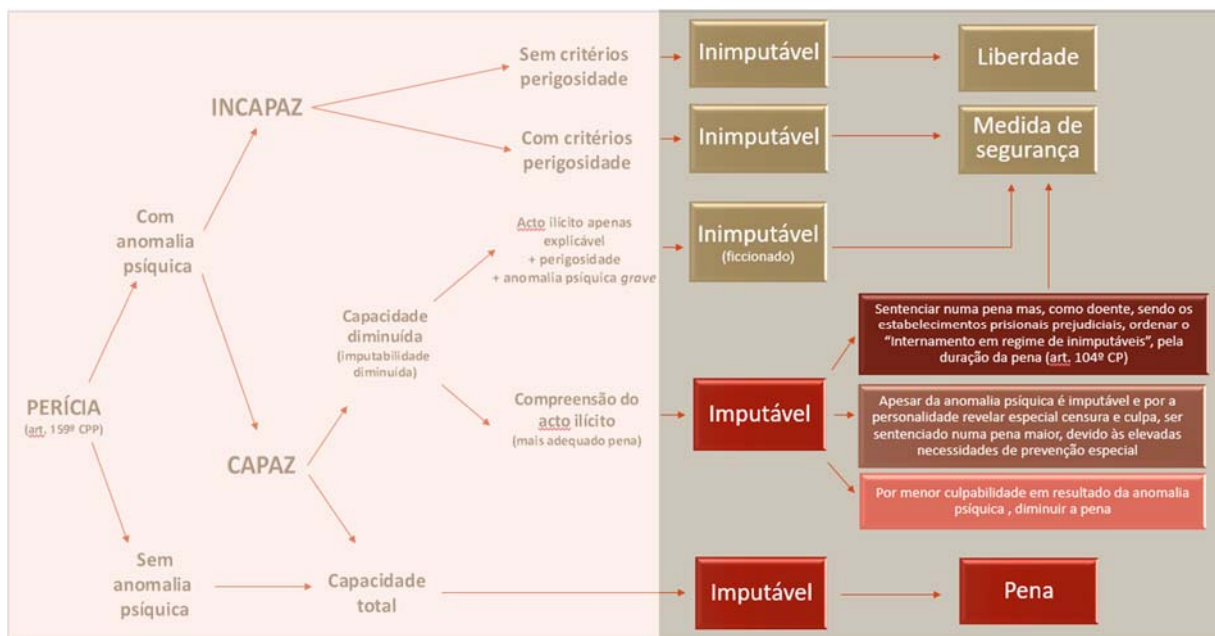 Sem critérios
perigosidade
Inimputável
Liberdade
INCAPAZ
Com critérios
perigosidade
Inimputável
Medida de
segurança
Com
anomalia
psíquica
Acto ilícito apenas
explicável
+ perigosidade
+ anomalia psíquica grave
Inimputável
(ficcionado)
Capacidade
diminuída
(imputabilidade
diminuída)
Sentenciar numa pena mas, como doente, sendo os
estabelecimentos prisionais prejudiciais, ordenar o
“Internamento em regime de inimputáveis”, pela
duração da pena (art. 104º CP)
PERÍCIA
(art. 159º CPP)
Compreensão do
acto ilícito
(mais adequado pena)
Imputável
Apesar da anomalia psíquica é imputável e por a
personalidade revelar especial censura e culpa, ser
sentenciado numa pena maior, devido às elevadas
necessidades de prevenção especial
CAPAZ
Por menor culpabilidade em resultado da anomalia
psíquica , diminuir a pena
Sem
anomalia
psíquica
Capacidade
total
Imputável
Pena